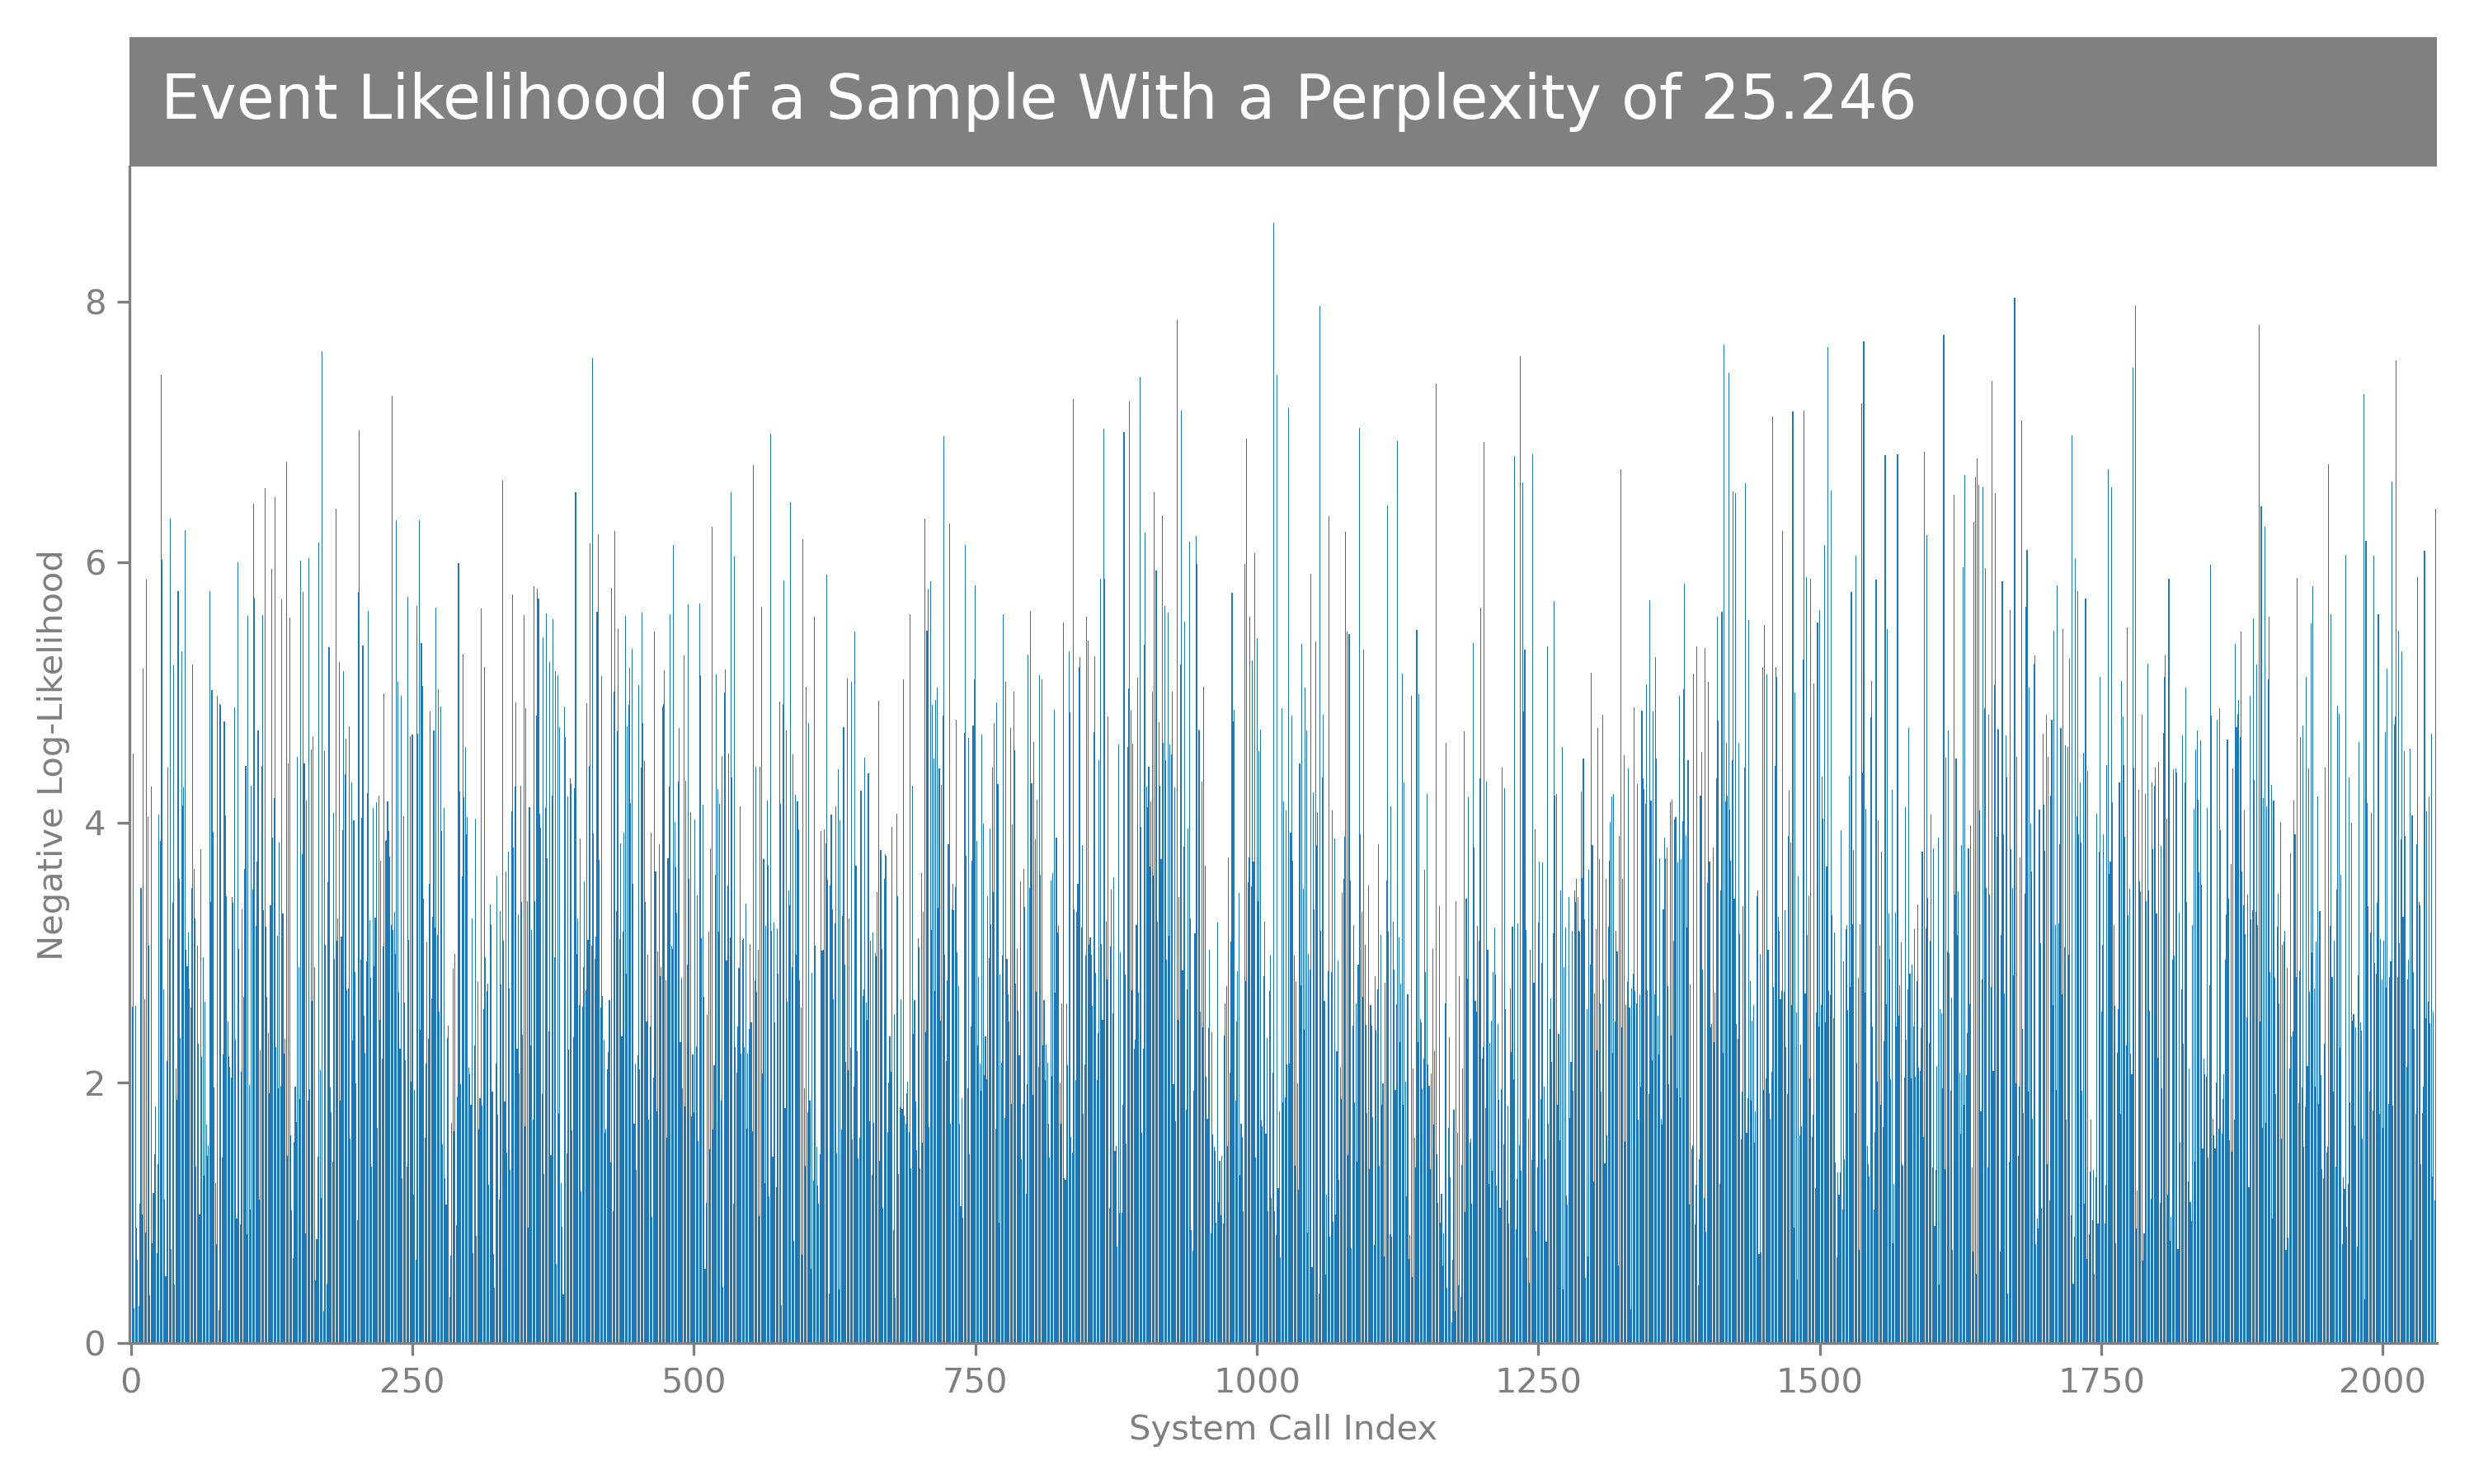 Event Likelihood of a Sample With a Perplexity of 25.246
Negative Log-Likelihood
8
6
4
2
0
0 250 500 750 1000 1250 1500 1750 2000
System Call Index